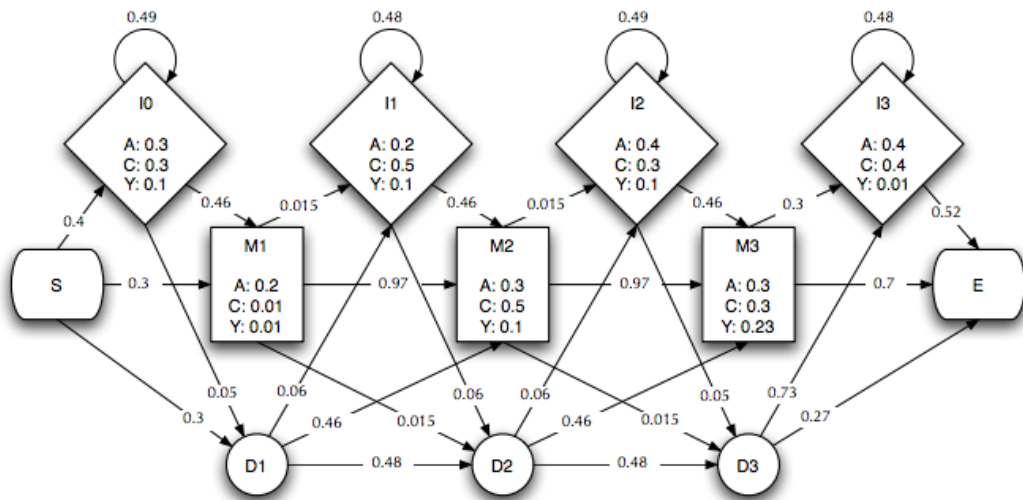 0.49
0.48
0.49
0.48
I0
A: 0.3
C: 0.3
Y: 0.1
I1
A: 0.2
C: 0.5
Y: 0.1
I2
A: 0.4
C: 0.3
Y: 0.1
I3
A: 0.4
C: 0.4
Y: 0.01
0.4
0.46
0.015
0.46
0.015
0.46
0.3
0.52
S
0.3
M1
A: 0.2
C: 0.01
Y: 0.01
0.97
M2
A: 0.3
C: 0.5
Y: 0.1
0.97
M3
A: 0.3
C: 0.3
Y: 0.23
0.7
E
0.3
0.05
0.06
0.46
0.015
0.06
0.06
0.46
0.015
0.05
0.73
0.27
D1
0.48
D2
0.48
D3